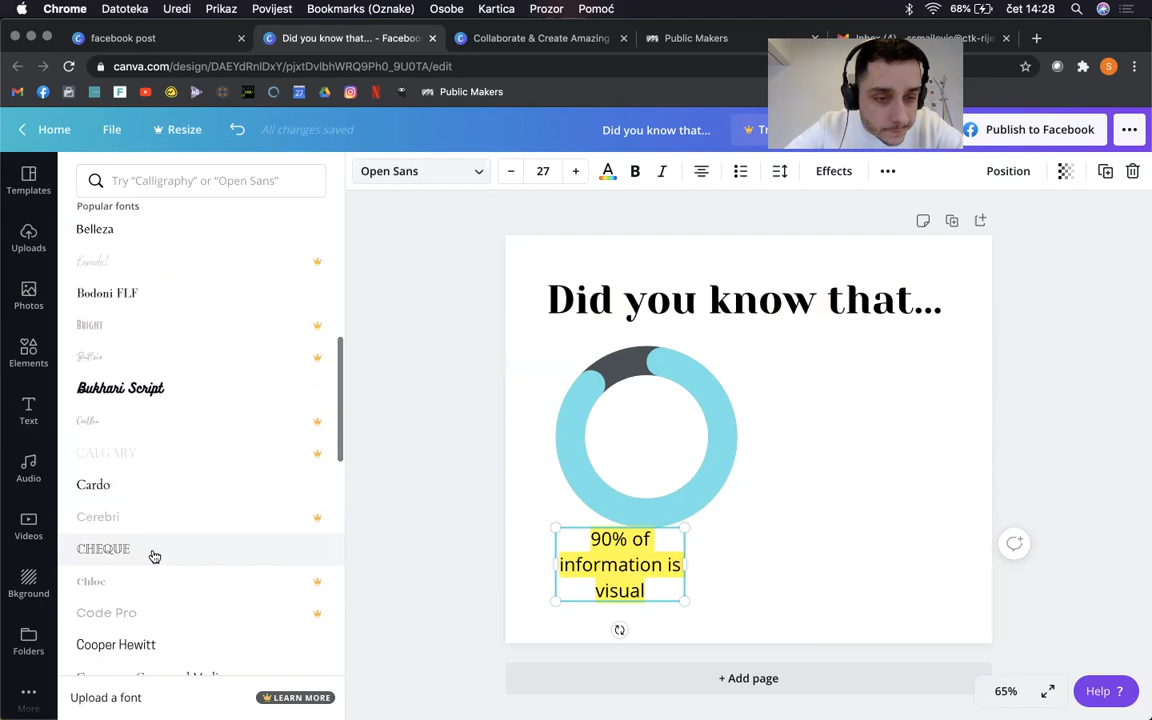 Chrome Datoteka Uredi Prikaz Povijest Bookmarks (Oznake) Osobe Kartica Prozor Pomoć 68% čet 14:28
facebook post
Did you know that... - Facebo
Collaborate & Create Amazing
Public Makers
canva.com/design/DAEYdRnIDxY/pjxtDvlbhWRQ9Ph0_9U0TA/edit
Public Makers
Home File Resize All changes saved Did you know that... Publish to Facebook
Try "Calligraphy" or "Open Sans"
Open Sans 27 Effects Position
Templates
Uploads
Photos
Elements
Text
Audio
Videos
Bkground
Folders
More
Popular fonts
Belleza
Bodoni FLF
BRIGHT
Bukhari Script
CALGARY
Cardo
Cerebri
CHEQUE
Chloe
Code Pro
Cooper Hewitt
Upload a font LEARN MORE
Did you know that...
90% of
information is
visual
+ Add page
65% Help ?